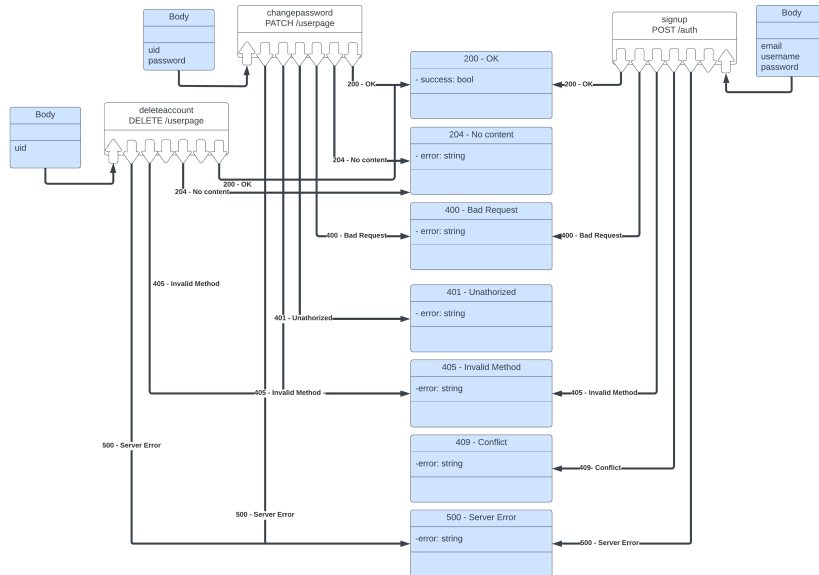 Body
uid
password
changepassword
PATCH /userpage
signup
POST /auth
Body
email
username
password
Body
uid
deleteaccount
DELETE /userpage
200 - OK
- success: bool
200 - OK
200 - OK
204 - No content
- error: string
204 - No content
200 - OK
204 - No content
400 - Bad Request
- error: string
400 - Bad Request
400 - Bad Request
405 - Invalid Method
401 - Unathorized
- error: string
401 - Unathorized
405 - Invalid Method
-error: string
405 - Invalid Method -
405 - Invalid Method
409 - Conflict
-error: string
409- Conflict
500 - Server Error
500 - Server Error
500 - Server Error
-error: string
500 - Server Error